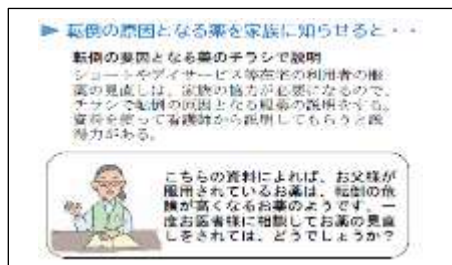 ▶ 転倒の原因となる薬を家族に知らせると・・
転倒の要因となる薬のチラシで説明
ショートやデイサービス等在宅の利用者の服
薬の見直しは、家族の協力が必要になるので、
チラシで転倒の原因となる服薬の説明をする。
資料を使って看護師から説明してもらうと説
得力がある。
こちらの資料によれば、お父様が
服用されているお薬は、転倒の危
険が高くなるお薬のようです。一
度お医者様に相談してお薬の見直
しをされては、どうでしょうか?